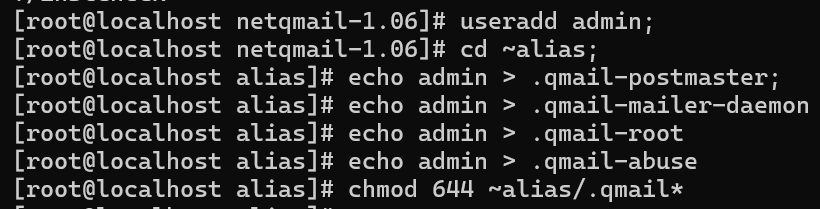 [root@localhost netqmail-1.06]# useradd admin;
[root@localhost netqmail-1.06]# cd ~alias;
[root@localhost alias]# echo admin > .qmail-postmaster;
[root@localhost alias]# echo admin > .qmail-mailer-daemon
[root@localhost alias]# echo admin > .qmail-root
[root@localhost alias]# echo admin > .qmail-abuse
[root@localhost alias]# chmod 644 ~alias/.qmail*